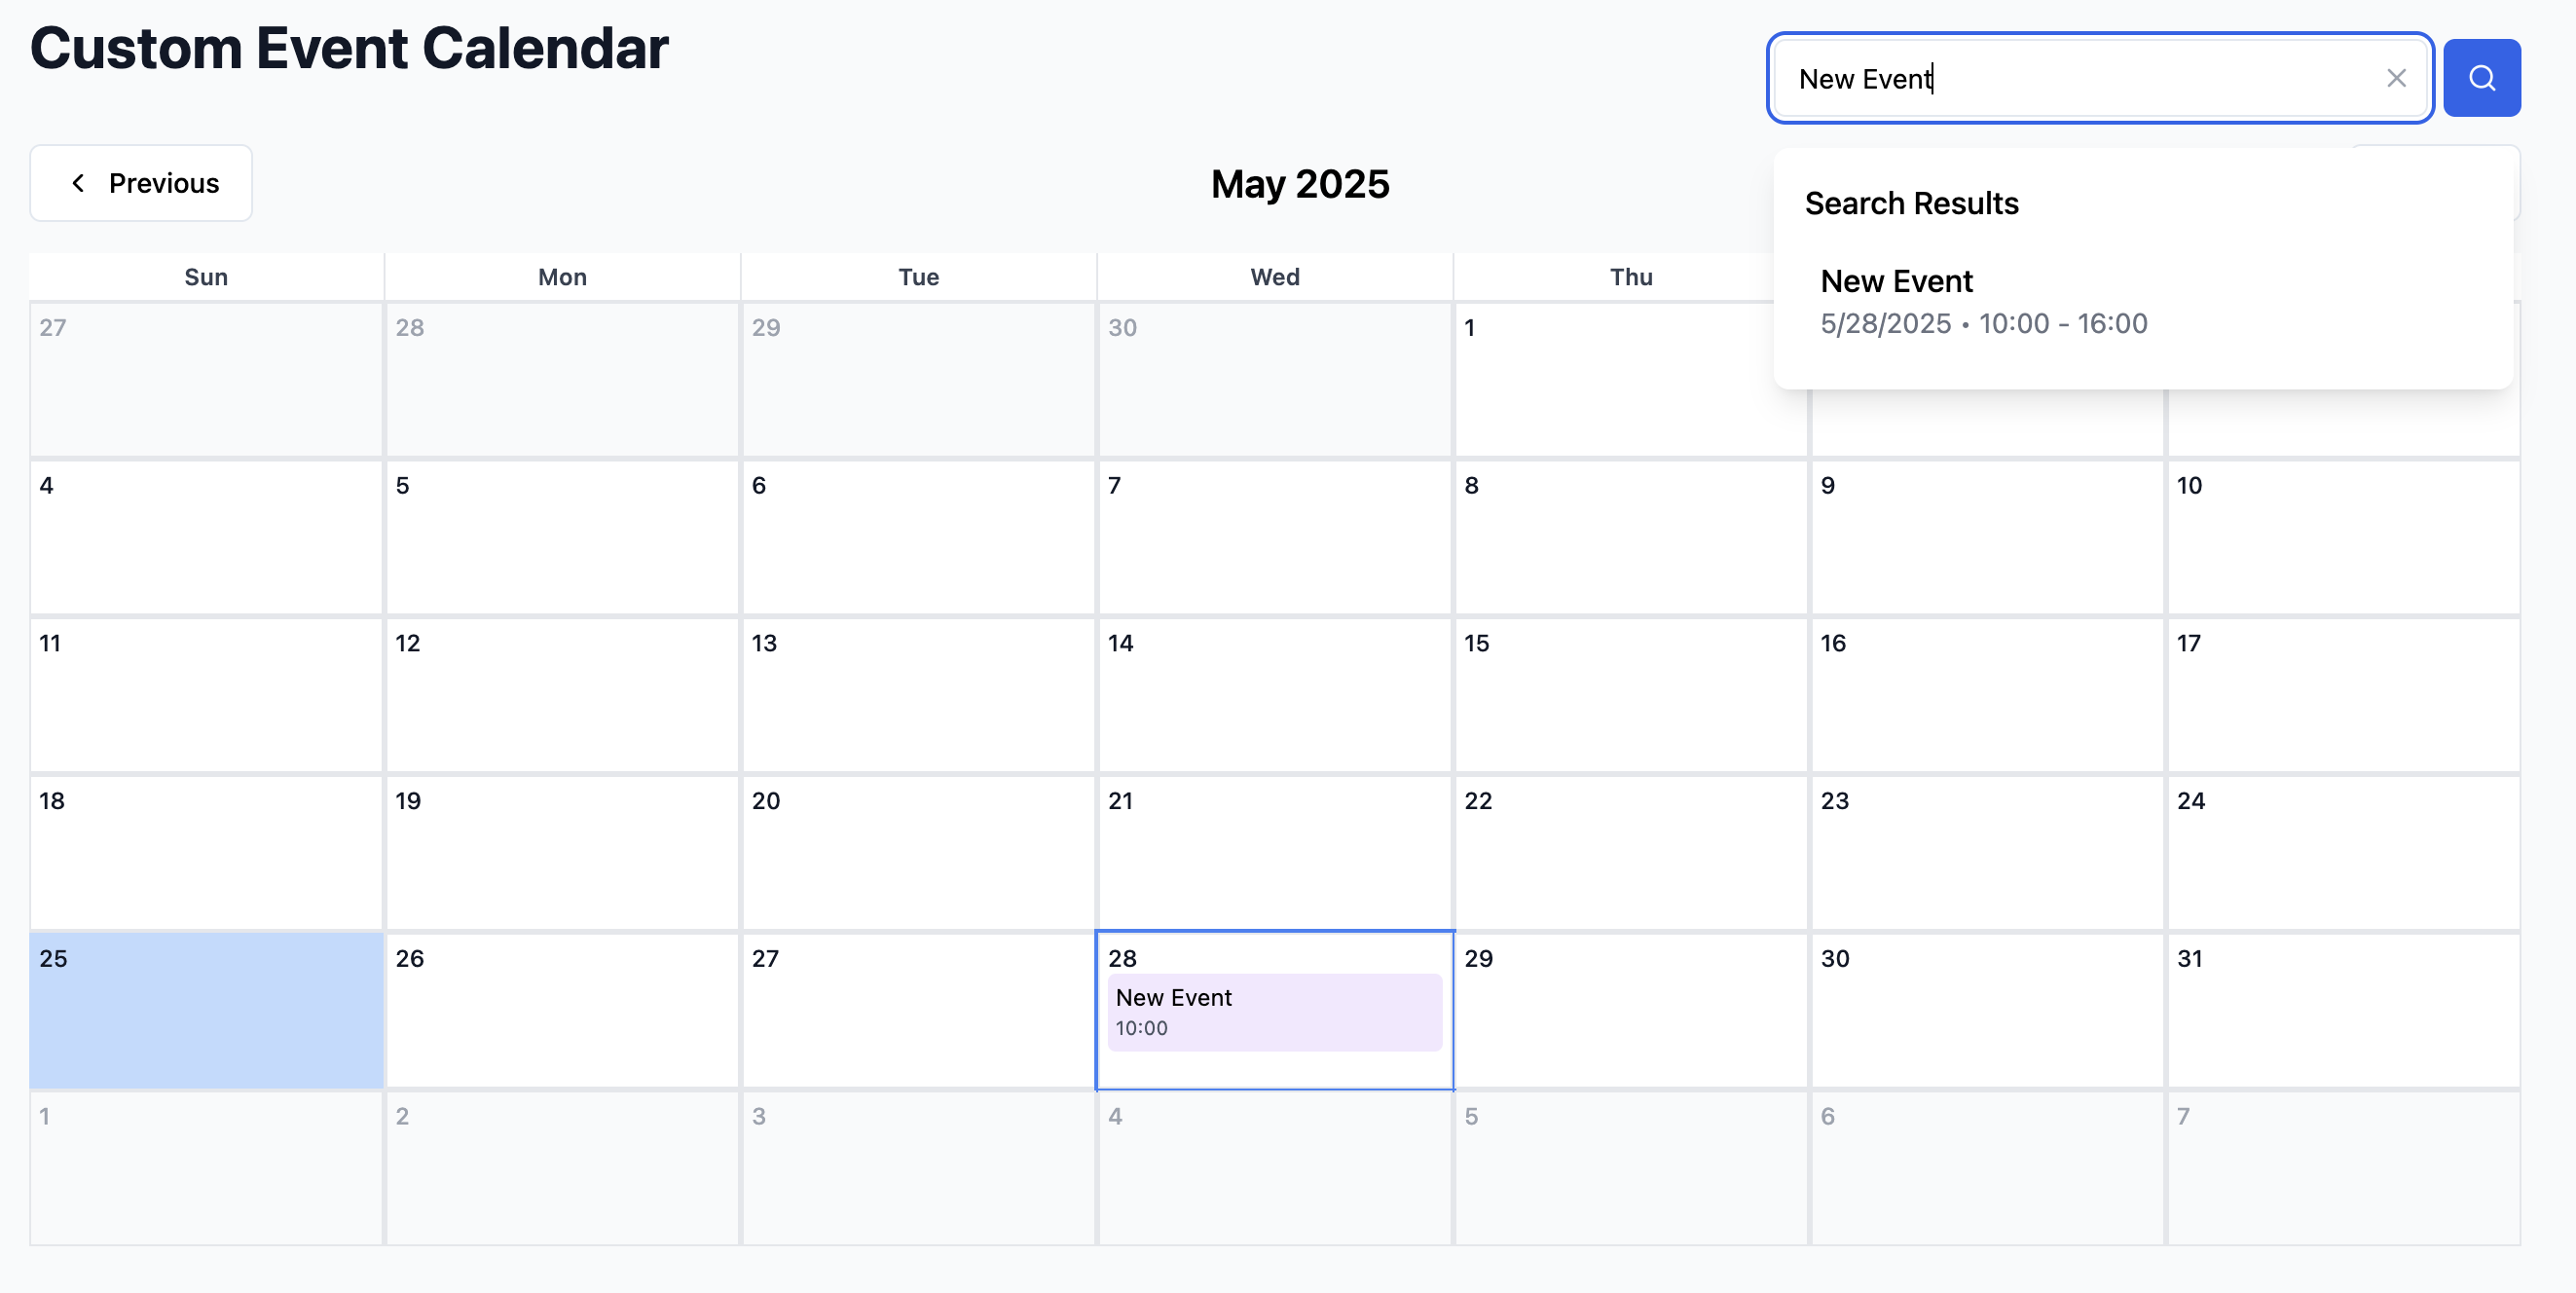 Custom Event Calendar
New Event
Previous
May 2025
Search Results
New Event
5/28/2025 • 10:00 - 16:00
Sun Mon Tue Wed Thu
27 28 29 30 1
4 5 6 7 8 9 10
11 12 13 14 15 16 17
18 19 20 21 22 23 24
25 26 27 28 29 30 31
New Event
10:00
1 2 3 4 5 6 7